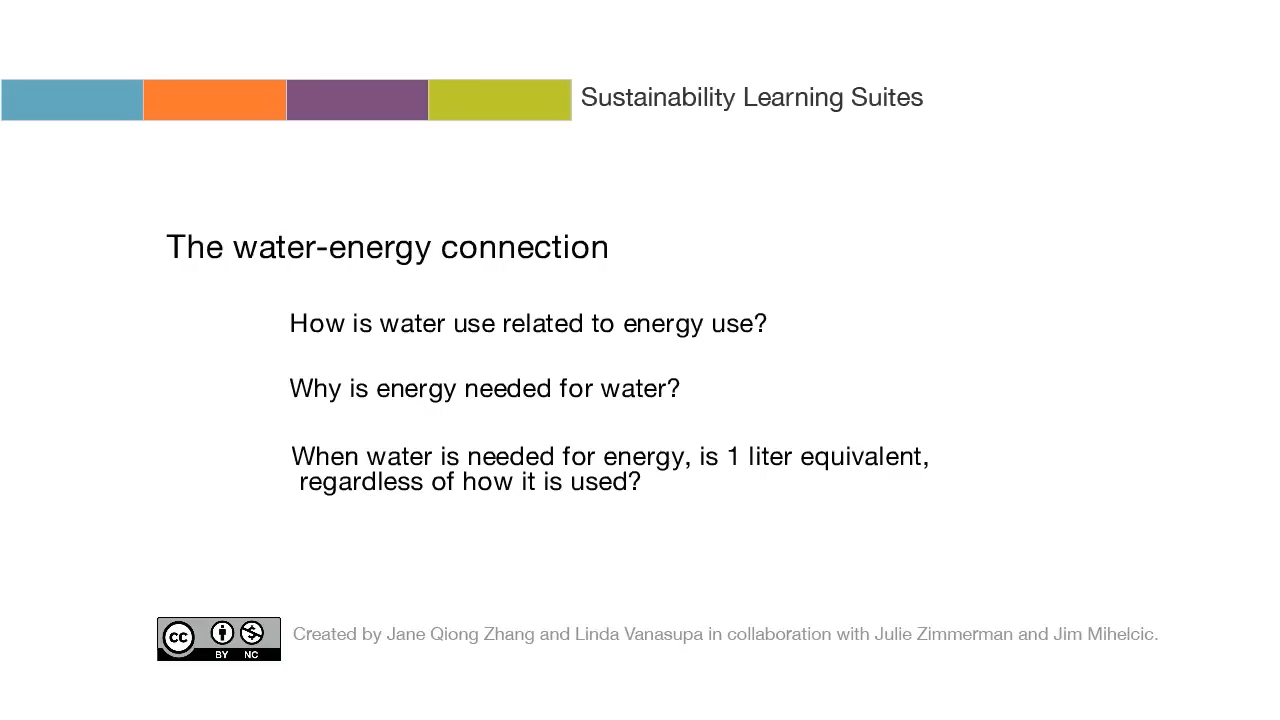 Sustainability Learning Suites
The water-energy connection
How is water use related to energy use?
Why is energy needed for water?
When water is needed for energy, is 1 liter equivalent,
regardless of how it is used?
cc
BY NC
Created by Jane Qiong Zhang and Linda Vanasupa in collaboration with Julie Zimmerman and Jim Mihelcic.